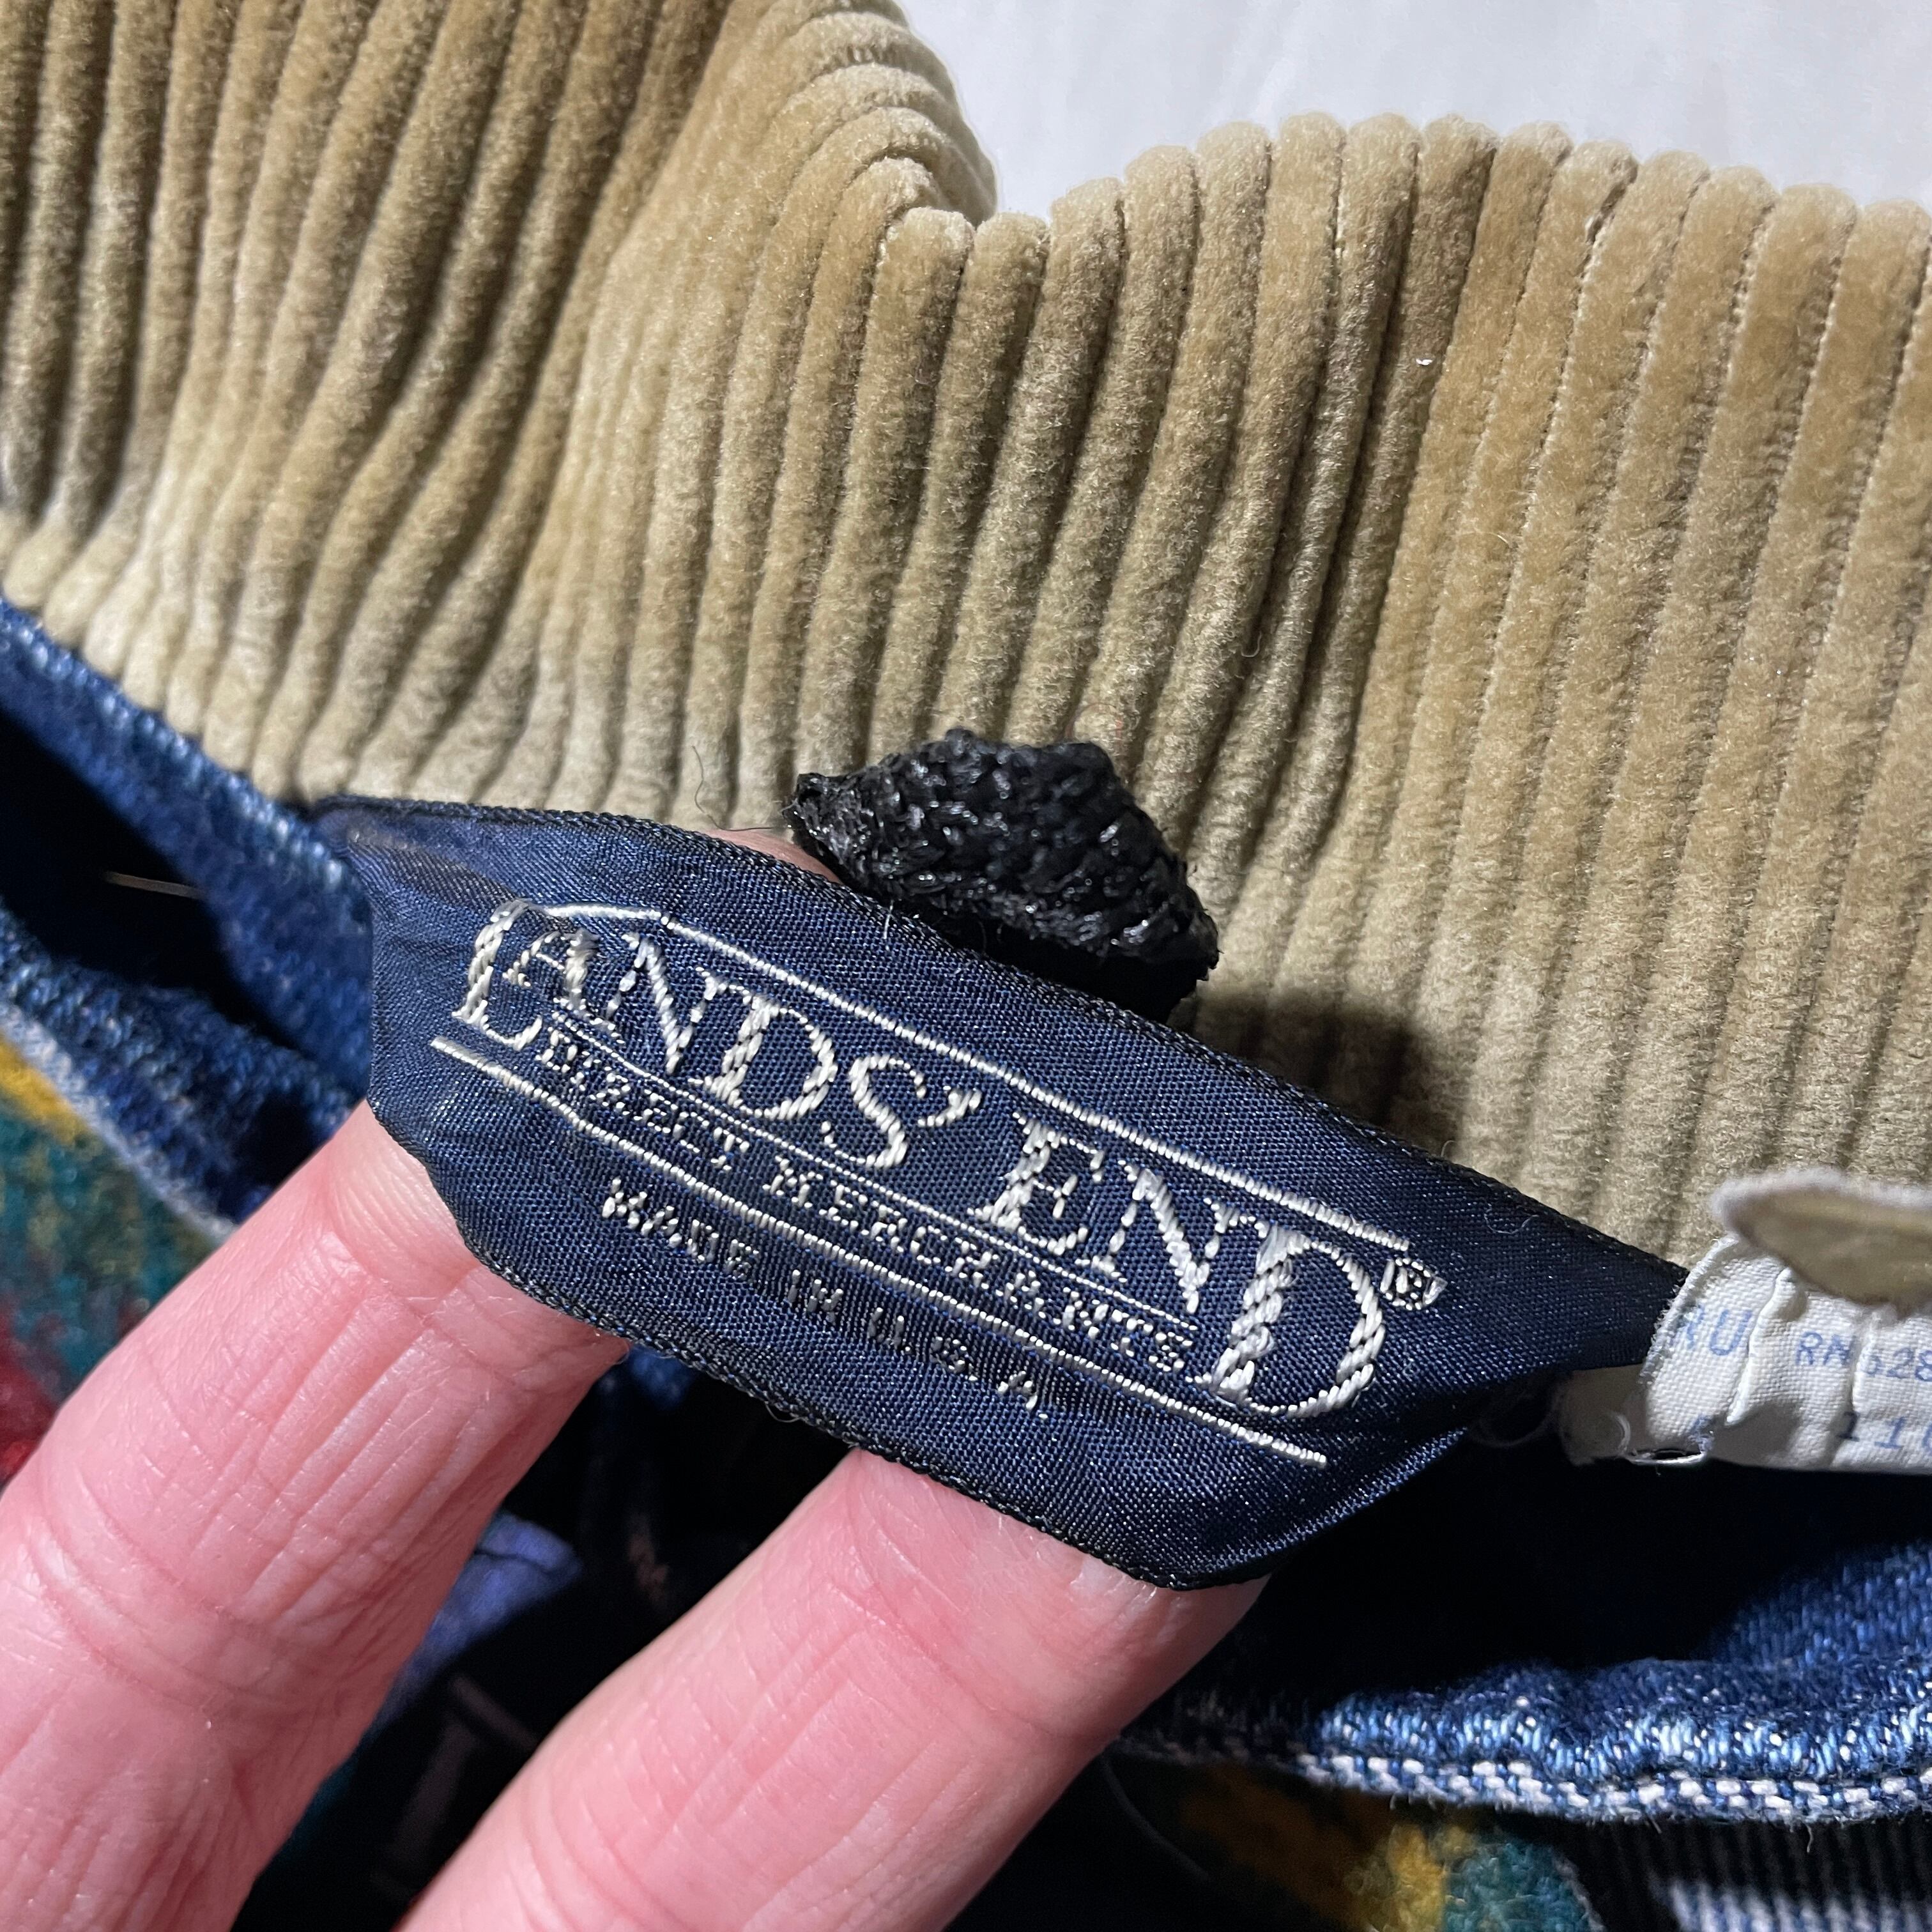 LANDS' END®
DIRECT MERCHANTS
MADE IN U.S.A.